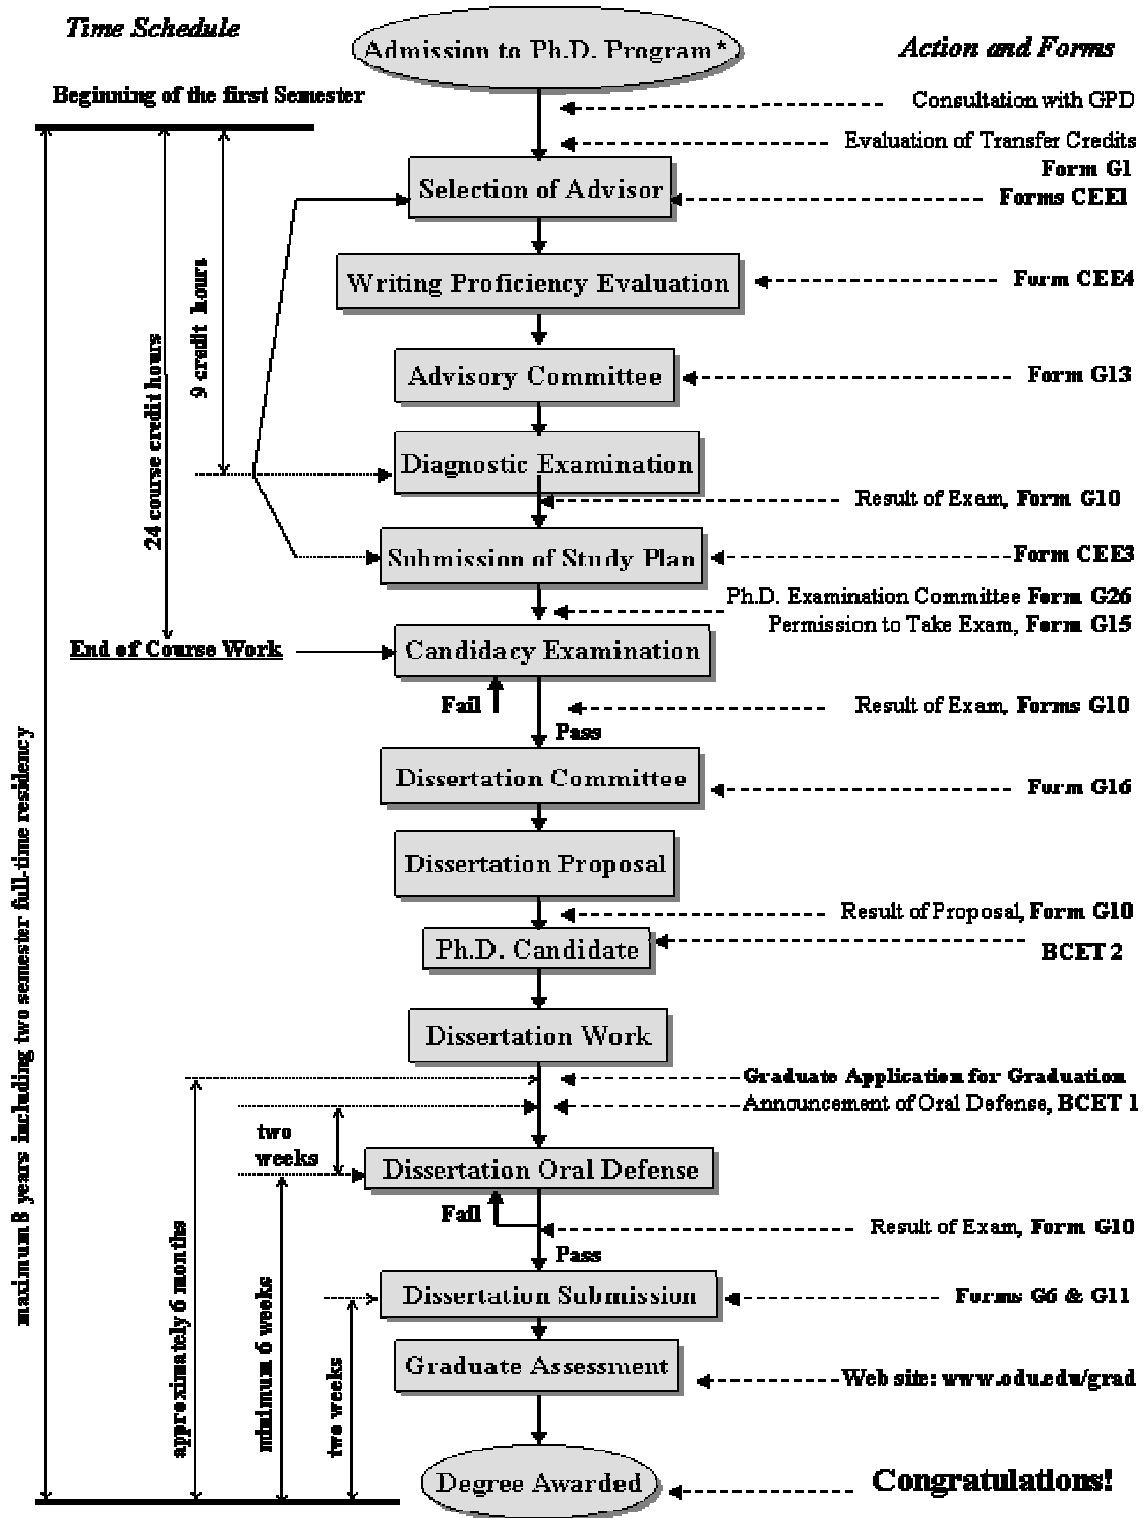 Time Schedule
Admission to Ph.D. Program*
Action and Forms
Beginning of the first Semester
Consultation with GPD
Evaluation of Transfer Credits
Form G1
Selection of Advisor
Forms CEE1
Writing Proficiency Evaluation
Form CEE4
9 credit hours
24 course credit hours
Advisory Committee
Form G13
Diagnostic Examination
Result of Exam, Form G10
Submission of Study Plan
Form CEE3
Ph.D. Examination Committee Form G26
Permission to Take Exam, Form G15
End of Course Work
Candidacy Examination
Fail
Result of Exam, Forms G10
Pass
Dissertation Committee
Form G16
maximum 8 years including two semester full-time residency
Dissertation Proposal
Result of Proposal, Form G10
Ph.D. Candidate
BCET 2
Dissertation Work
Graduate Application for Graduation
Announcement of Oral Defense, BCET 1
two
weeks
Dissertation Oral Defense
Fail
Result of Exam, Form G10
Pass
approximately 6 months
minimum 6 weeks
two weeks
Dissertation Submission
Forms G6 & G11
Graduate Assessment
Web site: www.odu.edu/grad
Degree Awarded
Congratulations!